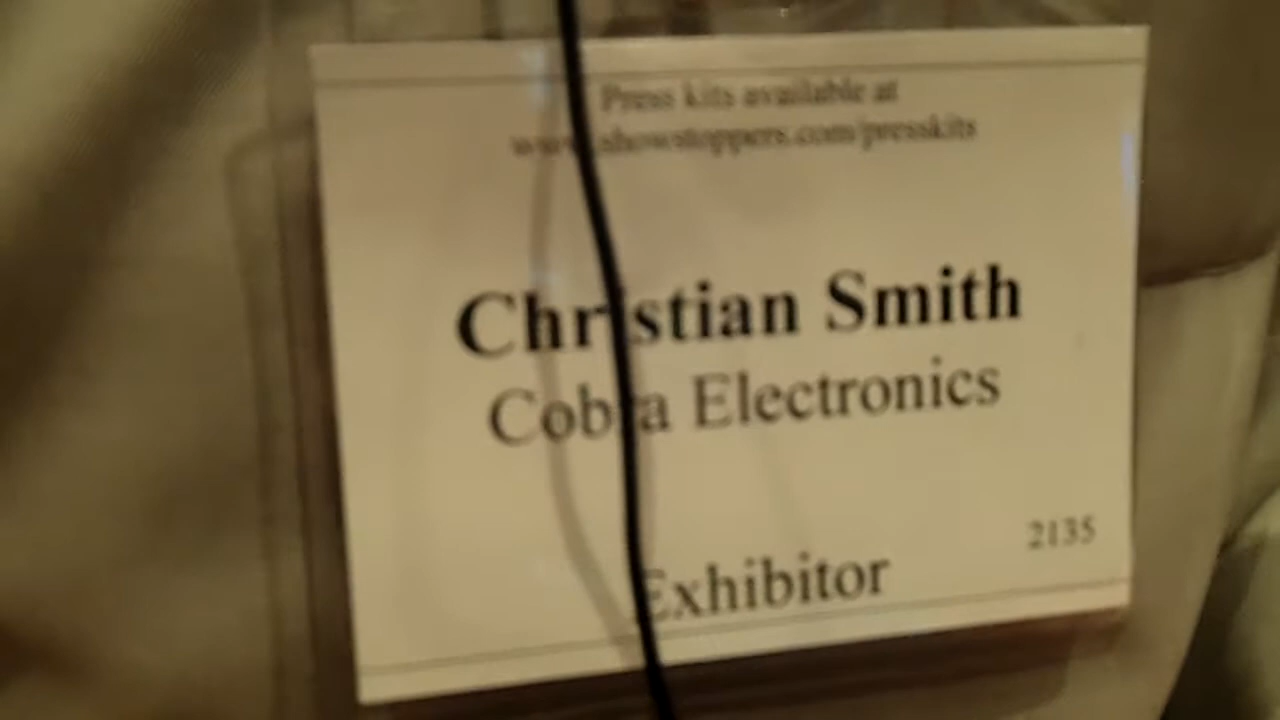 Press kits available at
www.showstoppers.com/presskits
Christian Smith
Cobra Electronics
2135
Exhibitor